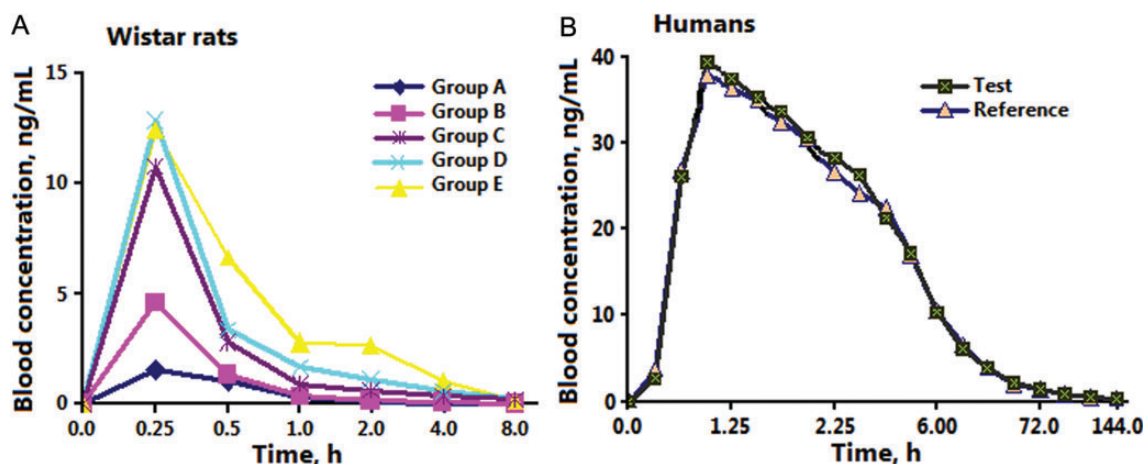 A
Wistar rats
Blood concentration, ng/mL
15
10
5
0
0.0 0.25 0.5 1.0 2.0 4.0 8.0
Time, h
Group A
Group B
Group C
Group D
Group E
B
Humans
Blood concentration, ng/mL
40
30
20
10
0
0.0 1.25 2.25 6.00 72.0 144.0
Time, h
Test
Reference